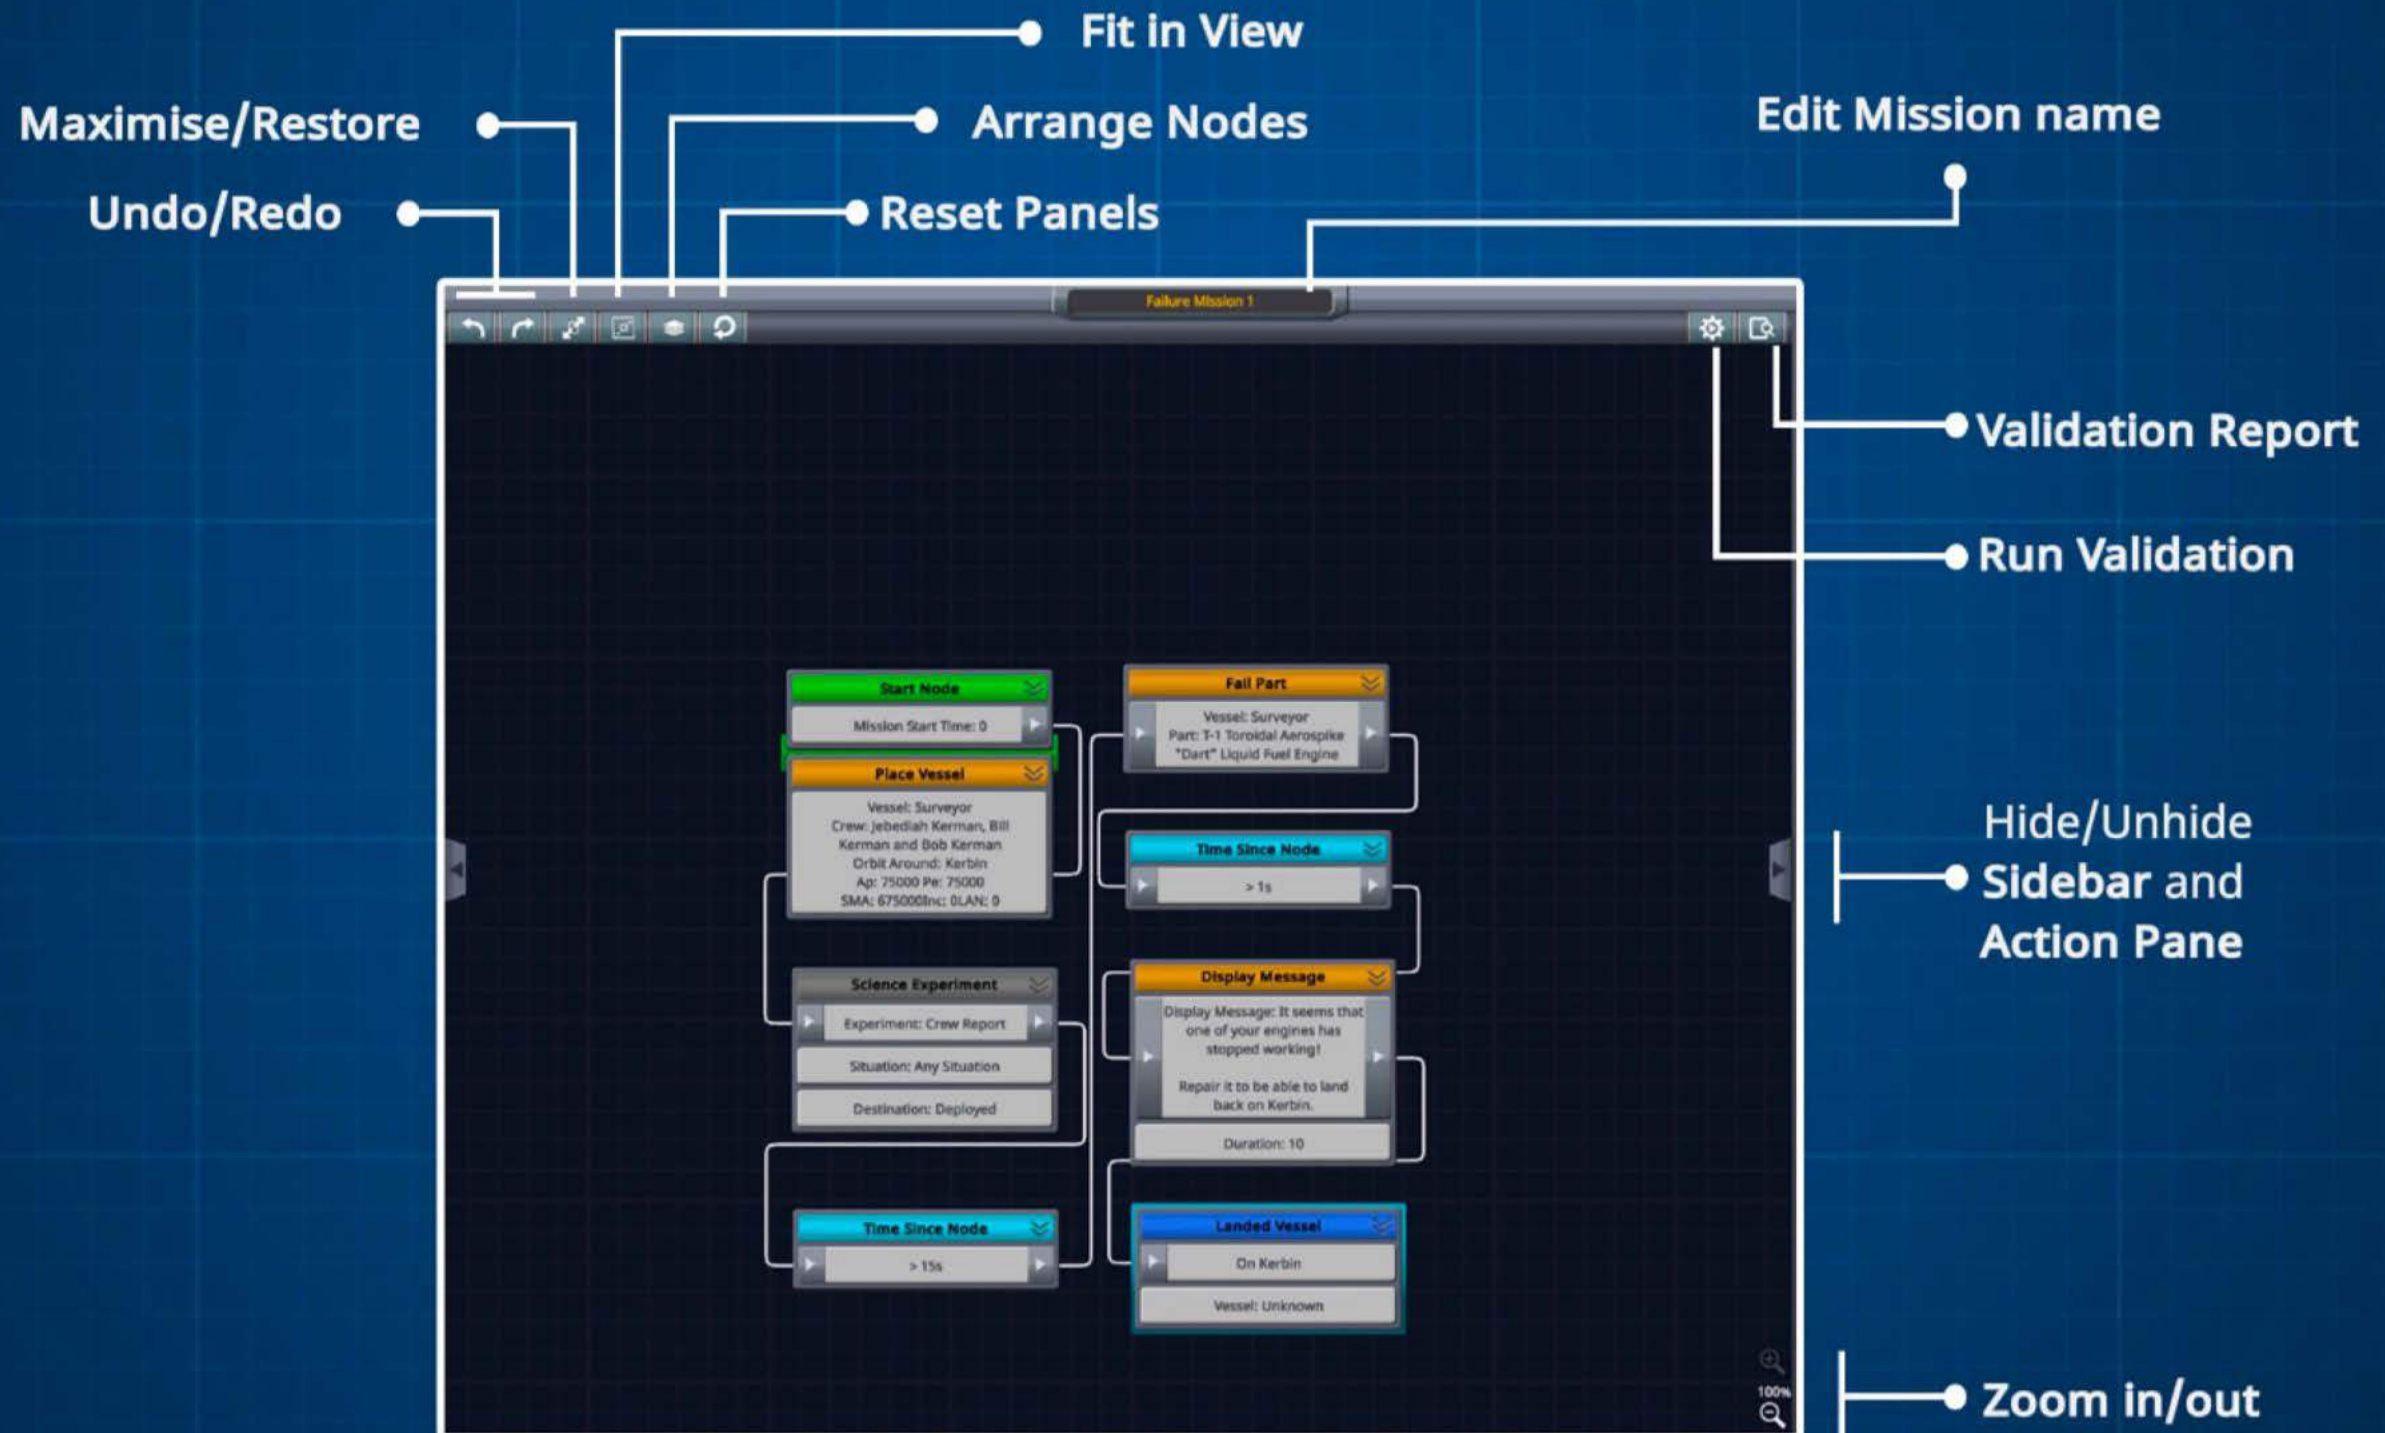 Fit in View
Maximise/Restore
Arrange Nodes
Edit Mission name
Undo/Redo
Reset Panels
Failure Mission 1
Validation Report
Run Validation
Start Node
Mission Start Time: 0
Place Vessel
Vessel: Surveyor
Crew: Jebediah Kerman, Bill
Kerman and Bob Kerman
Orbit Around: Kerbin
Ap: 75000 Pe: 75000
SMA: 675000Inc: 0LAN: 0
Science Experiment
Experiment: Crew Report
Situation: Any Situation
Destination: Deployed
Time Since Node
> 15s
Fail Part
Vessel: Surveyor
Part: T-1 Toroidal Aerospike
"Dart" Liquid Fuel Engine
Time Since Node
> 1s
Display Message
Display Message: It seems that
one of your engines has
stopped working!
Repair it to be able to land
back on Kerbin.
Duration: 10
Landed Vessel
On Kerbin
Vessel: Unknown
Hide/Unhide
Sidebar and
Action Pane
100%
Zoom in/out